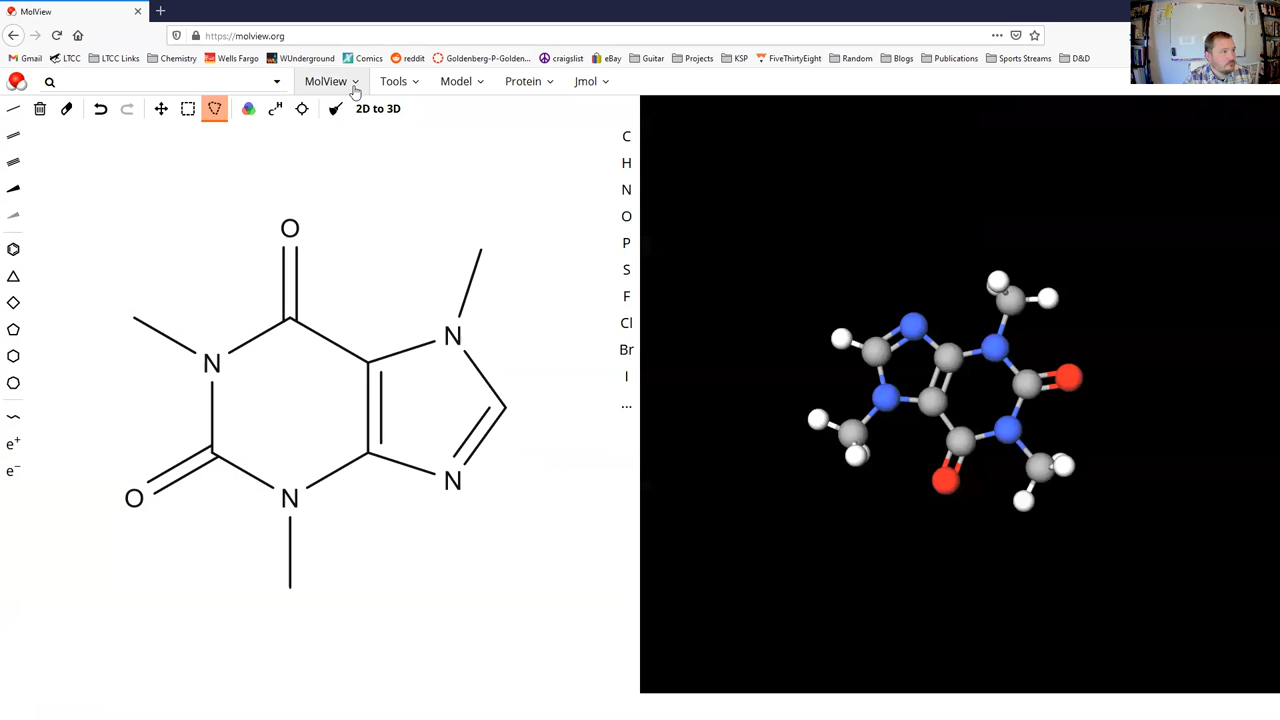 MolView
https://molview.org
Gmail LTCC LTCC Links Chemistry Wells Fargo WUnderground Comics reddit Goldenberg-P-Golden... craigslist eBay Guitar Projects KSP FiveThirtyEight Random Blogs Publications Sports Streams D&D
MolView Tools Model Protein Jmol
2D to 3D
C
H
N
O
P
S
F
Cl
Br
I
...
e+
e−
O
N
N
O
N
N